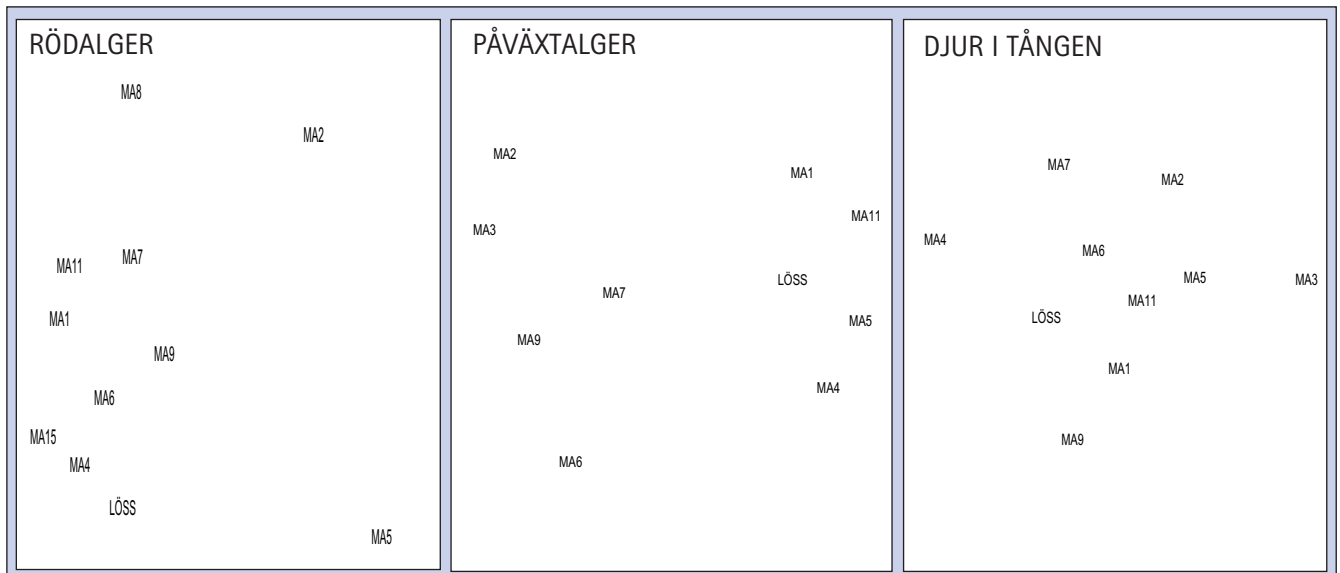 RÖDALGER
MA8
MA2
MA7
MA11
MA1
MA9
MA6
MA15
MA4
LÖSS
MA5
PÅVÄXTALGER
MA2
MA1
MA11
MA3
LÖSS
MA7
MA5
MA9
MA4
MA6
DJUR I TÅNGEN
MA7
MA2
MA4
MA6
MA5
MA3
MA11
LÖSS
MA1
MA9